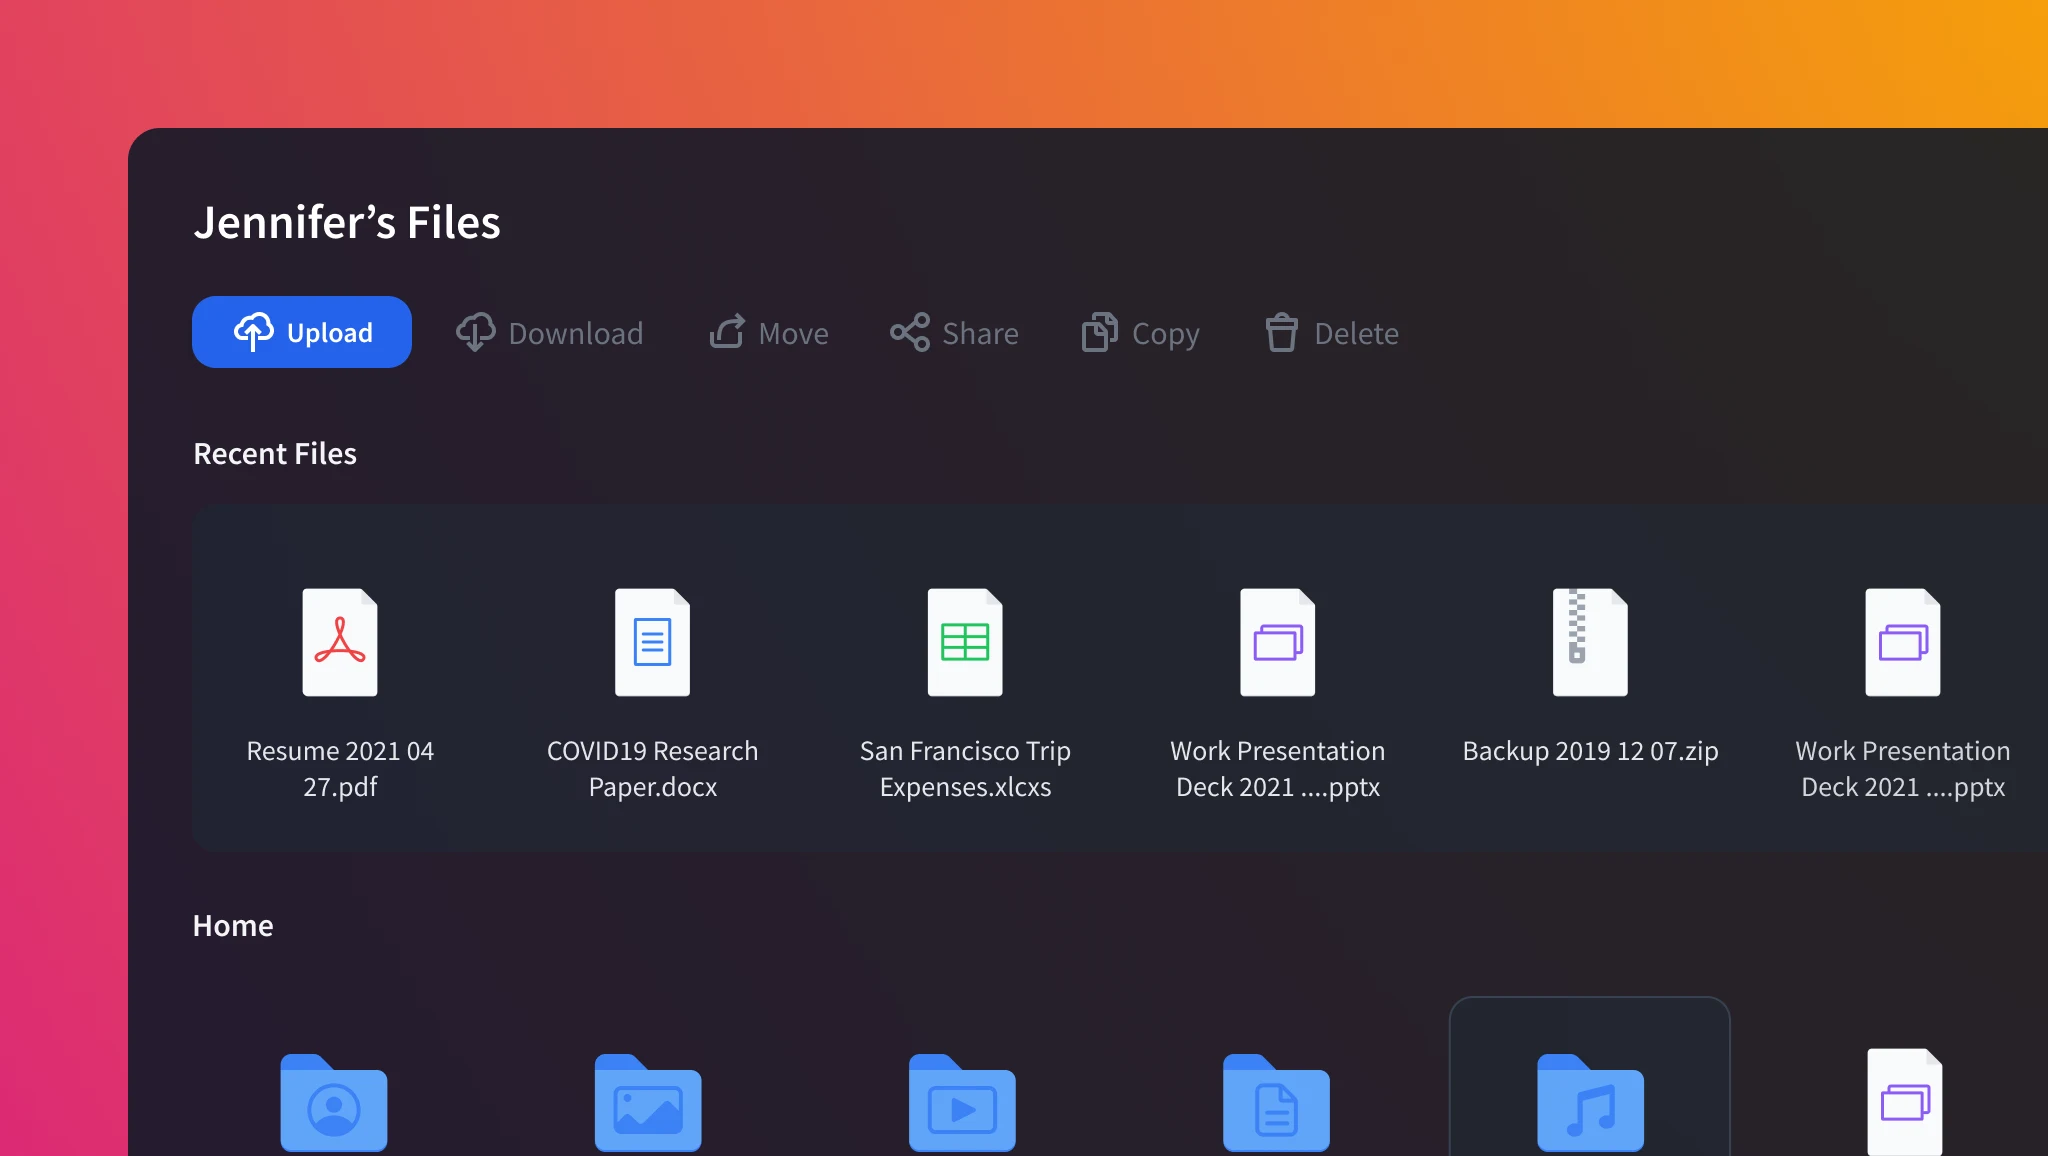 Jennifer’s Files
Upload
Download
Move
Share
Copy
Delete
Recent Files
Resume 2021 04
27.pdf
COVID19 Research
Paper.docx
San Francisco Trip
Expenses.xlcxs
Work Presentation
Deck 2021 ....pptx
Backup 2019 12 07.zip
Work Presentation
Deck 2021 ....pptx
Home